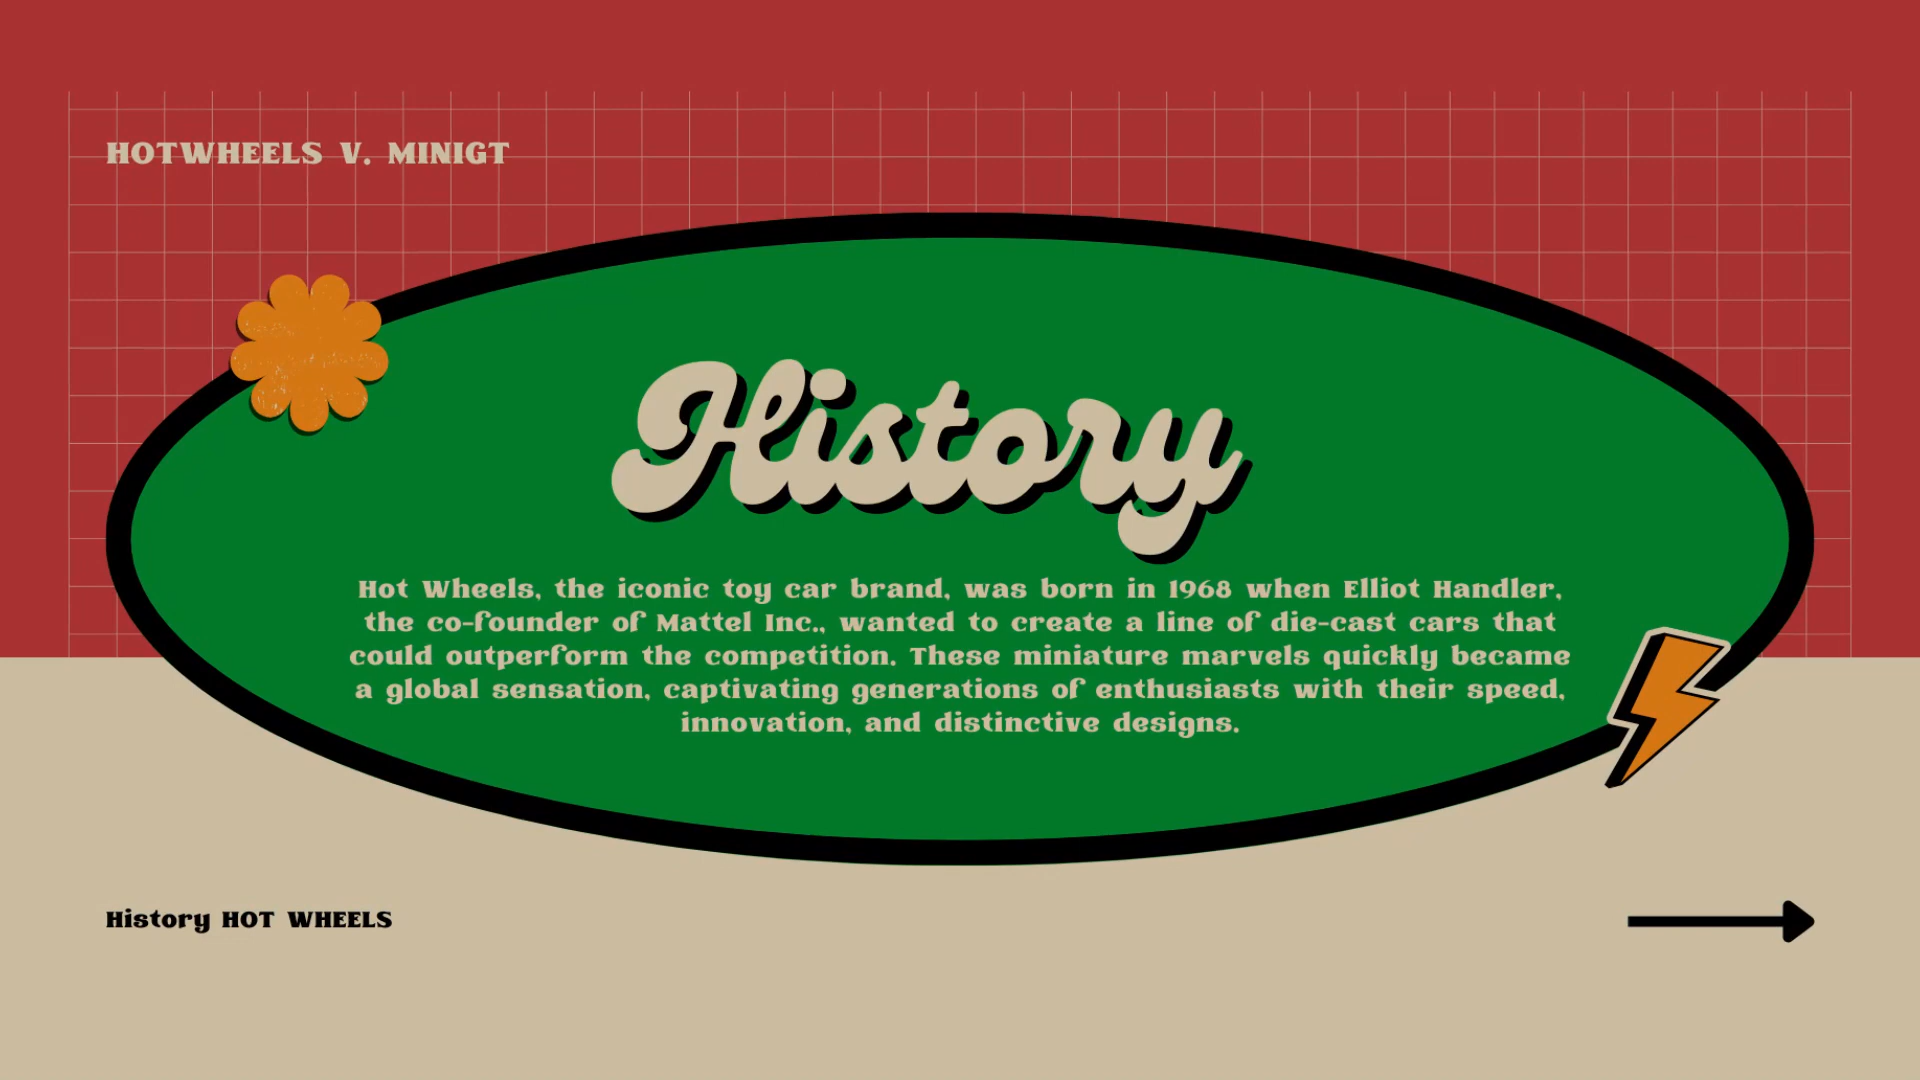 HOTWHEELS V. MINIGT
History
Hot Wheels, the iconic toy car brand, was born in 1968 when Elliot Handler,
the co-founder of Mattel Inc., wanted to create a line of die-cast cars that
could outperform the competition. These miniature marvels quickly became
a global sensation, captivating generations of enthusiasts with their speed,
innovation, and distinctive designs.
History HOT WHEELS